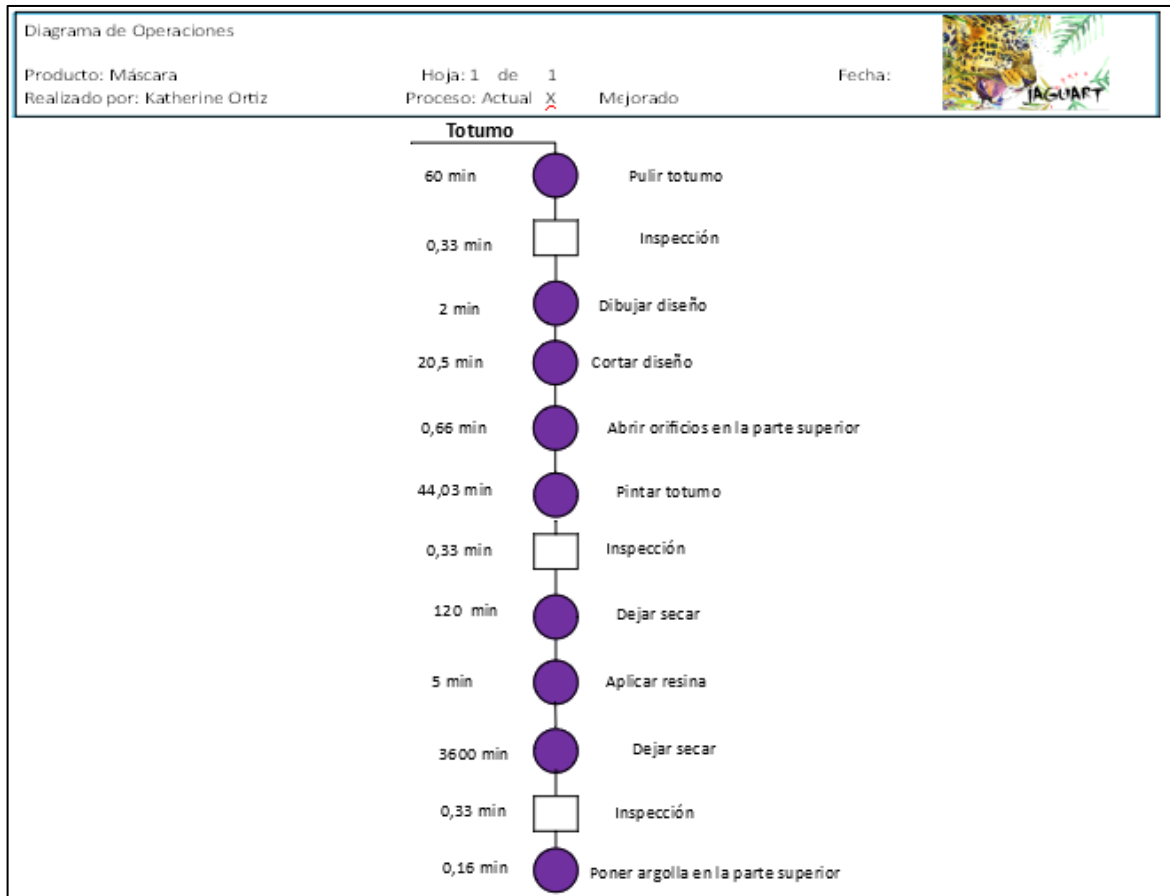 Diagrama de Operaciones
Producto: Máscara Hoja: 1 de 1 Fecha:
Realizado por: Katherine Ortiz Proceso: Actual X Mejorado
JAGUART
Totumo
60 min Pulir totumo
0,33 min Inspección
2 min Dibujar diseño
20,5 min Cortar diseño
0,66 min Abrir orificios en la parte superior
44,03 min Pintar totumo
0,33 min Inspección
120 min Dejar secar
5 min Aplicar resina
3600 min Dejar secar
0,33 min Inspección
0,16 min Poner argolla en la parte superior